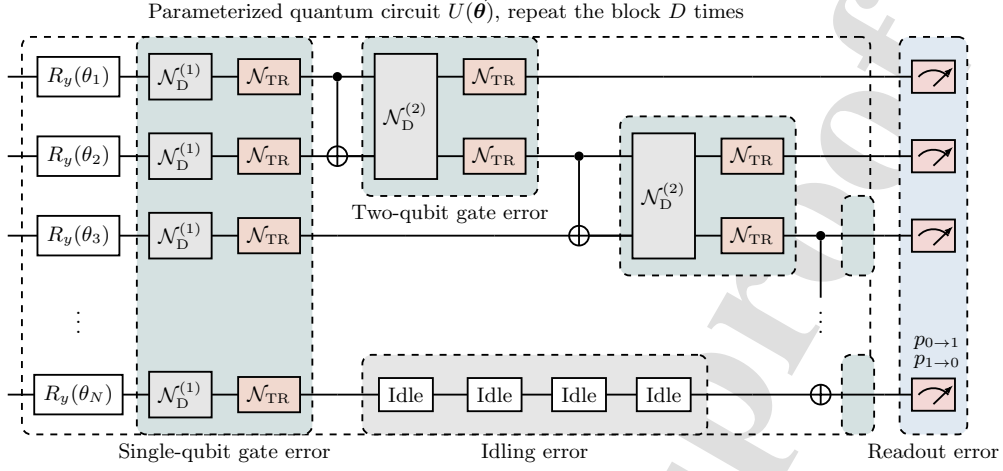 Parameterized quantum circuit U(θ), repeat the block D times
R_y(θ_1) N_D^(1) N_TR N_D^(2) N_TR
R_y(θ_2) N_D^(1) N_TR N_TR N_D^(2) N_TR
Two-qubit gate error
R_y(θ_3) N_D^(1) N_TR N_TR
⋮ ⋮
p_0→1
p_1→0
R_y(θ_N) N_D^(1) N_TR Idle Idle Idle Idle
Single-qubit gate error Idling error Readout error
proof